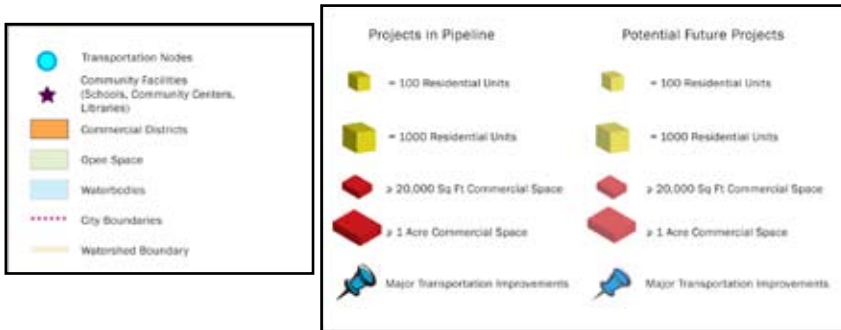 Transportation Nodes
Community Facilities
(Schools, Community Centers,
Libraries)
Commercial Districts
Open Space
Waterbodies
City Boundaries
Watershed Boundary
Projects in Pipeline
= 100 Residential Units
= 1000 Residential Units
≥ 20,000 Sq Ft Commercial Space
≥ 1 Acre Commercial Space
Major Transportation Improvements
Potential Future Projects
= 100 Residential Units
= 1000 Residential Units
≥ 20,000 Sq Ft Commercial Space
≥ 1 Acre Commercial Space
Major Transportation Improvements